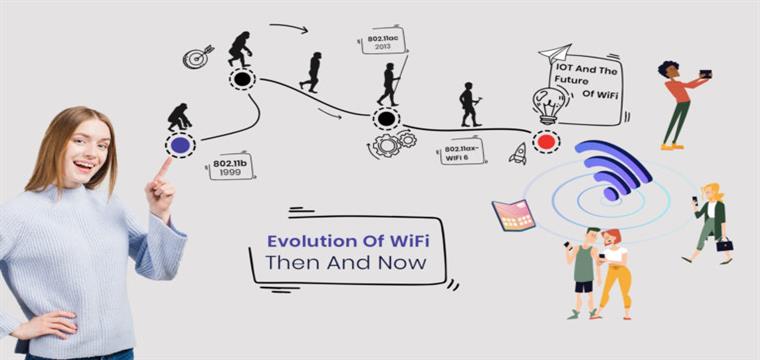 802.11ac
2013
IOT And The
Future
Of WiFi
802.11b
1999
802.11ax-
WIFI 6
Evolution Of WiFi
Then And Now